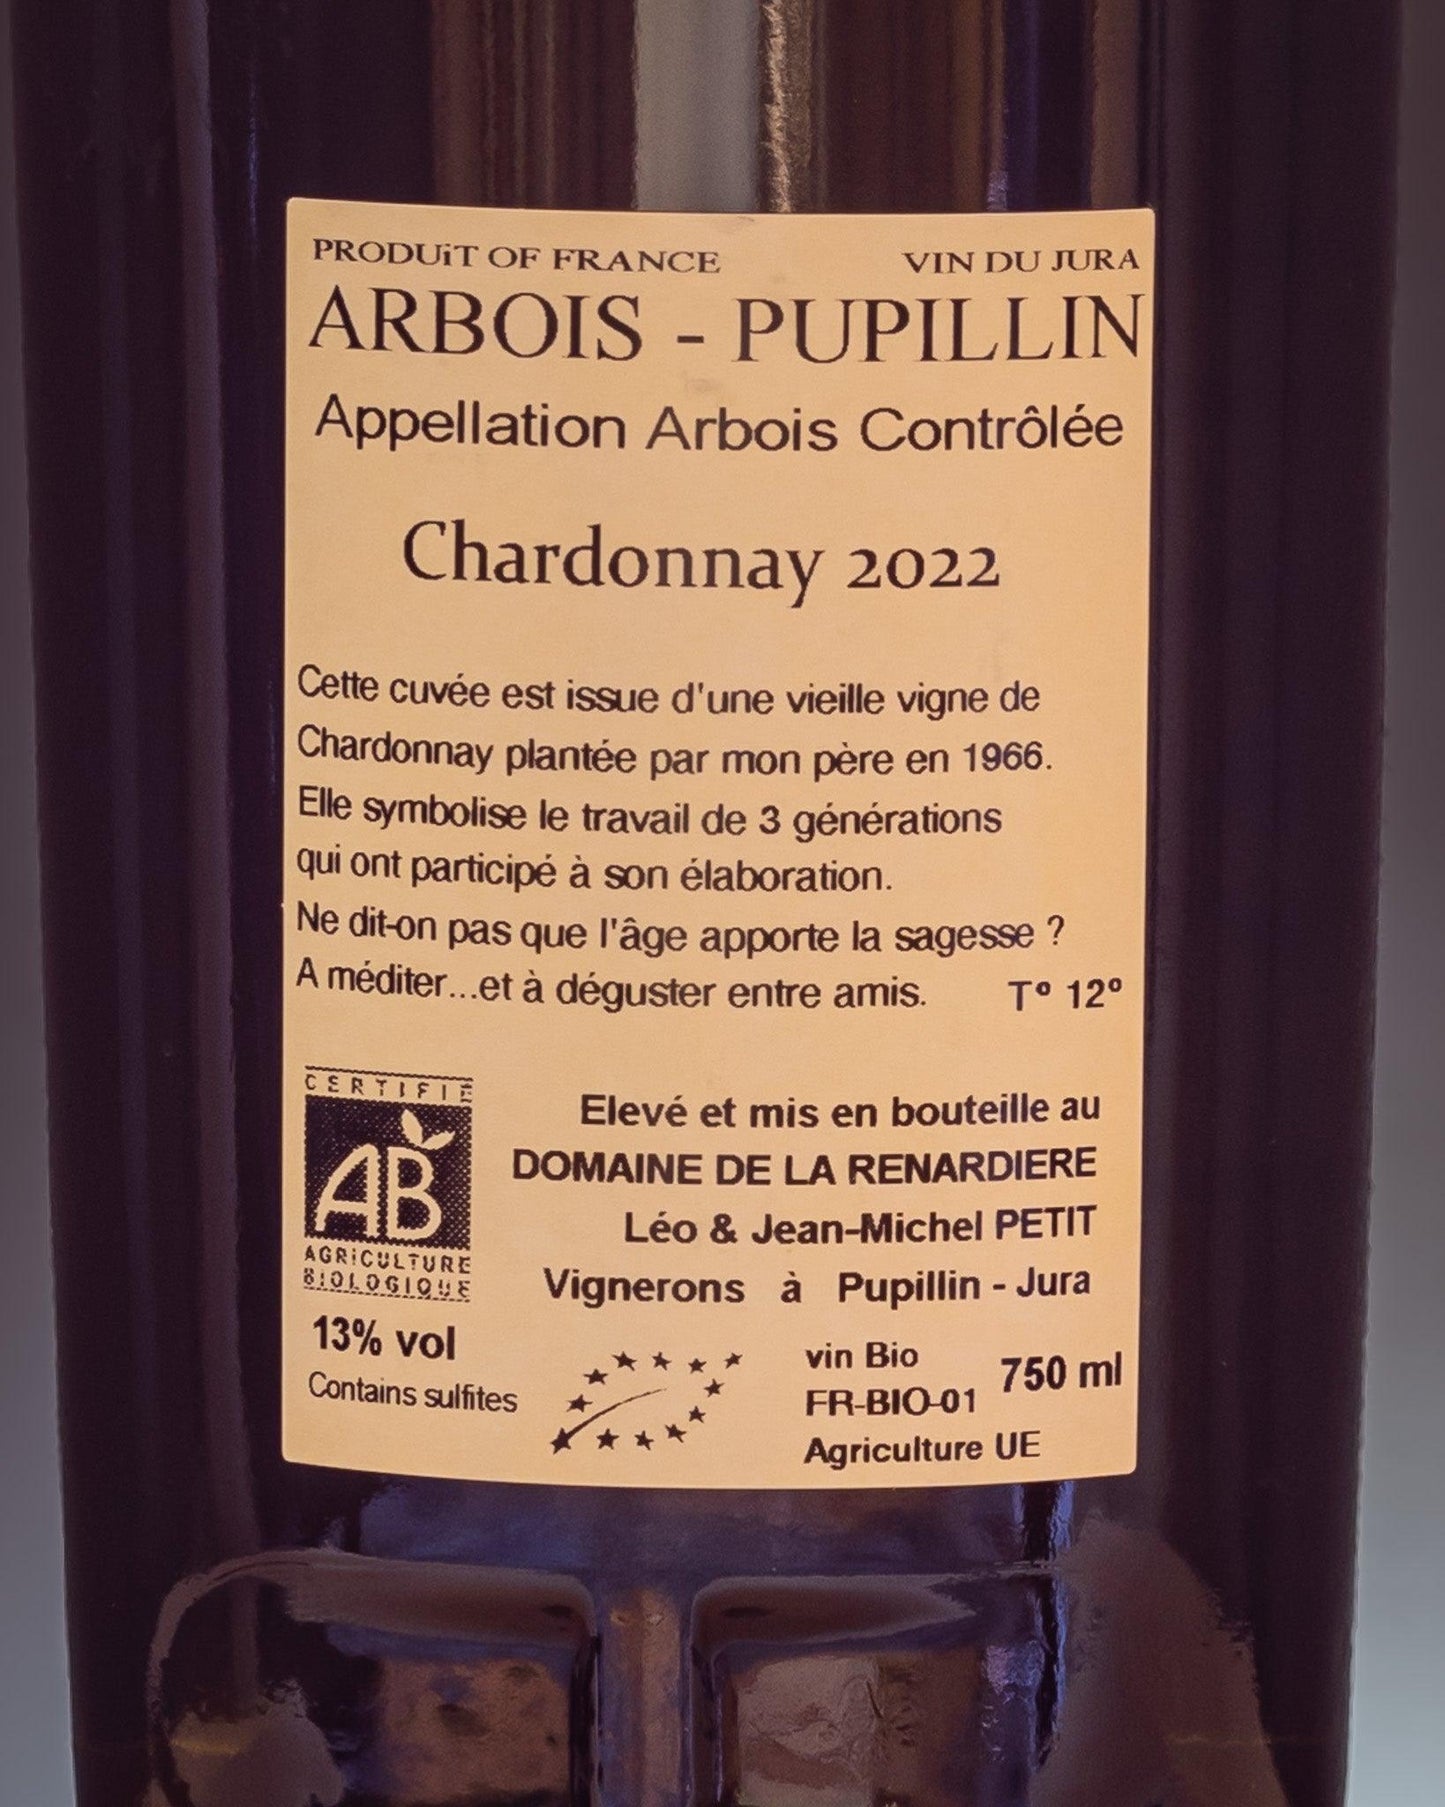 PRODUiT OF FRANCE VIN DU JURA
ARBOIS - PUPILLIN
Appellation Arbois Contrôlée
Chardonnay 2022
Cette cuvée est issue d'une vieille vigne de
Chardonnay plantée par mon père en 1966.
Elle symbolise le travail de 3 générations
qui ont participé à son élaboration.
Ne dit-on pas que l'âge apporte la sagesse ?
A méditer...et à déguster entre amis. T° 12°
CERTIFIÉ
AB
AGRiCULTURE
BIOLOGIQUE
Elevé et mis en bouteille au
DOMAINE DE LA RENARDIERE
Léo & Jean-Michel PETIT
Vignerons à Pupillin - Jura
13% vol
Contains sulfites
vin Bio
FR-BIO-01 750 ml
Agriculture UE